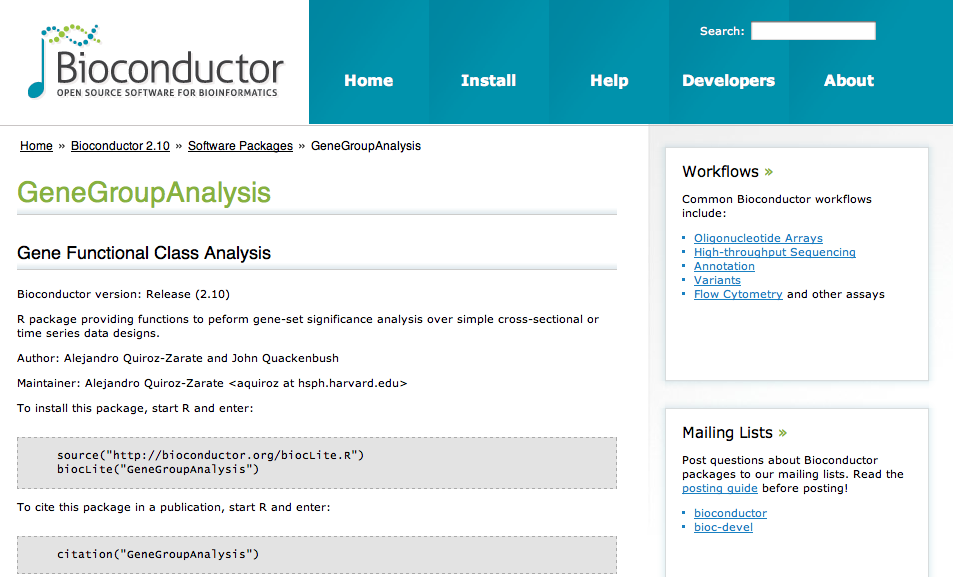 Bioconductor
OPEN SOURCE SOFTWARE FOR BIOINFORMATICS
Search:
Home Install Help Developers About
Home » Bioconductor 2.10 » Software Packages » GeneGroupAnalysis
GeneGroupAnalysis
Gene Functional Class Analysis
Bioconductor version: Release (2.10)
R package providing functions to peform gene-set significance analysis over simple cross-sectional or
time series data designs.
Author: Alejandro Quiroz-Zarate and John Quackenbush
Maintainer: Alejandro Quiroz-Zarate <aquiroz at hsph.harvard.edu>
To install this package, start R and enter:
source("http://bioconductor.org/biocLite.R")
biocLite("GeneGroupAnalysis")
To cite this package in a publication, start R and enter:
citation("GeneGroupAnalysis")
Workflows »
Common Bioconductor workflows
include:
Oligonucleotide Arrays
High-throughput Sequencing
Annotation
Variants
Flow Cytometry and other assays
Mailing Lists »
Post questions about Bioconductor
packages to our mailing lists. Read the
posting guide before posting!
bioconductor
bioc-devel